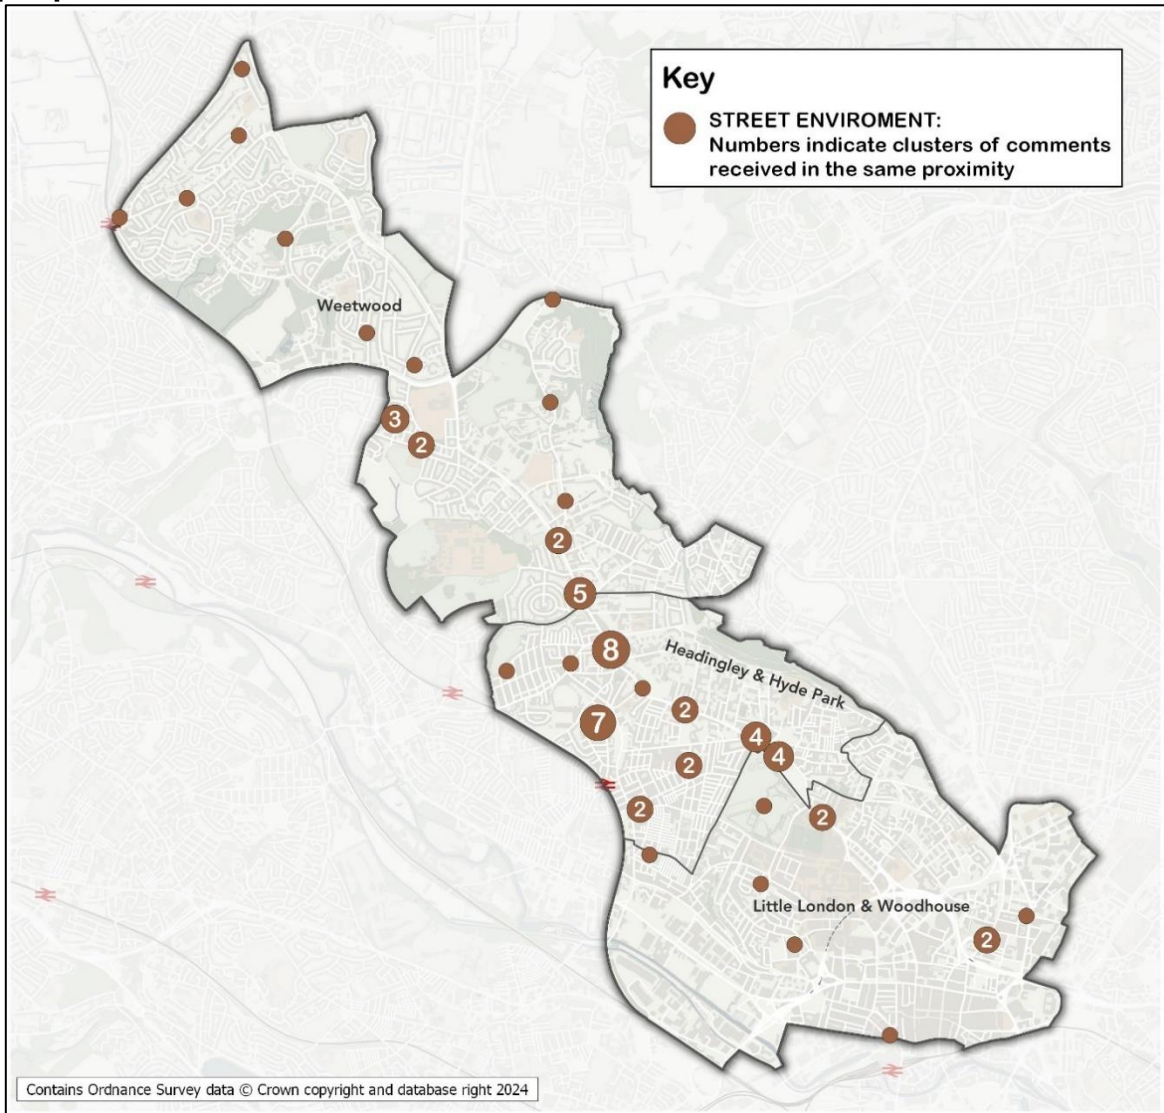 Key
STREET ENVIROMENT:
Numbers indicate clusters of comments
received in the same proximity
Weetwood
3
2
2
5
8
Headingley & Hyde Park
2
7
4
4
2
2
2
Little London & Woodhouse
2
Contains Ordnance Survey data © Crown copyright and database right 2024